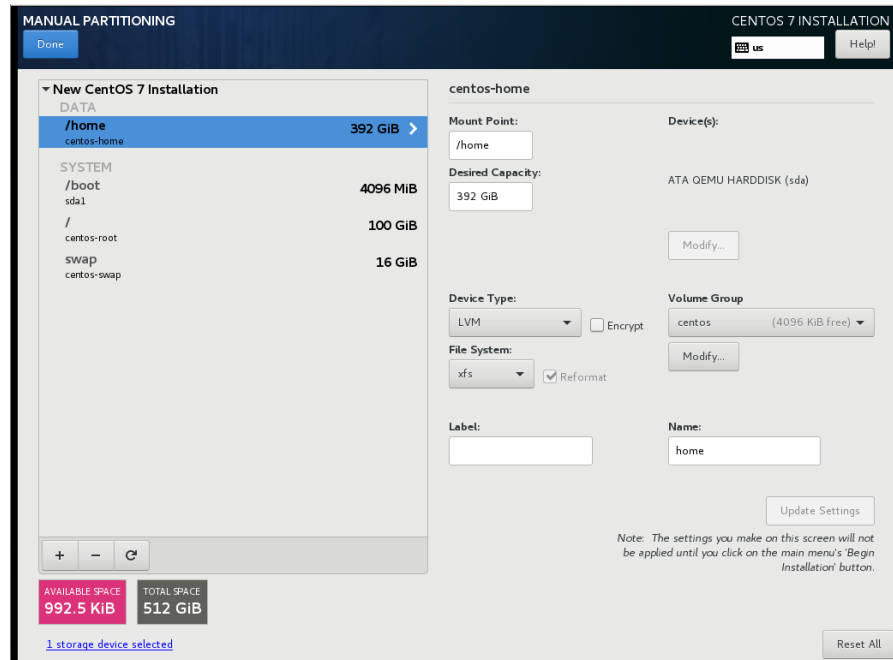 MANUAL PARTITIONING
CENTOS 7 INSTALLATION
Done
us
Help!
New CentOS 7 Installation
DATA
/home
392 GiB
centos-home
SYSTEM
/boot
4096 MiB
sda1
/
100 GiB
centos-root
swap
16 GiB
centos-swap
+ −
AVAILABLE SPACE
992.5 KiB
TOTAL SPACE
512 GiB
1 storage device selected
centos-home
Mount Point:
/home
Device(s):
Desired Capacity:
392 GiB
ATA QEMU HARDDISK (sda)
Modify...
Device Type:
LVM
Encrypt
Volume Group
centos (4096 KiB free)
File System:
xfs
Reformat
Modify...
Label:
Name:
home
Update Settings
Note: The settings you make on this screen will not
be applied until you click on the main menu's 'Begin
Installation' button.
Reset All